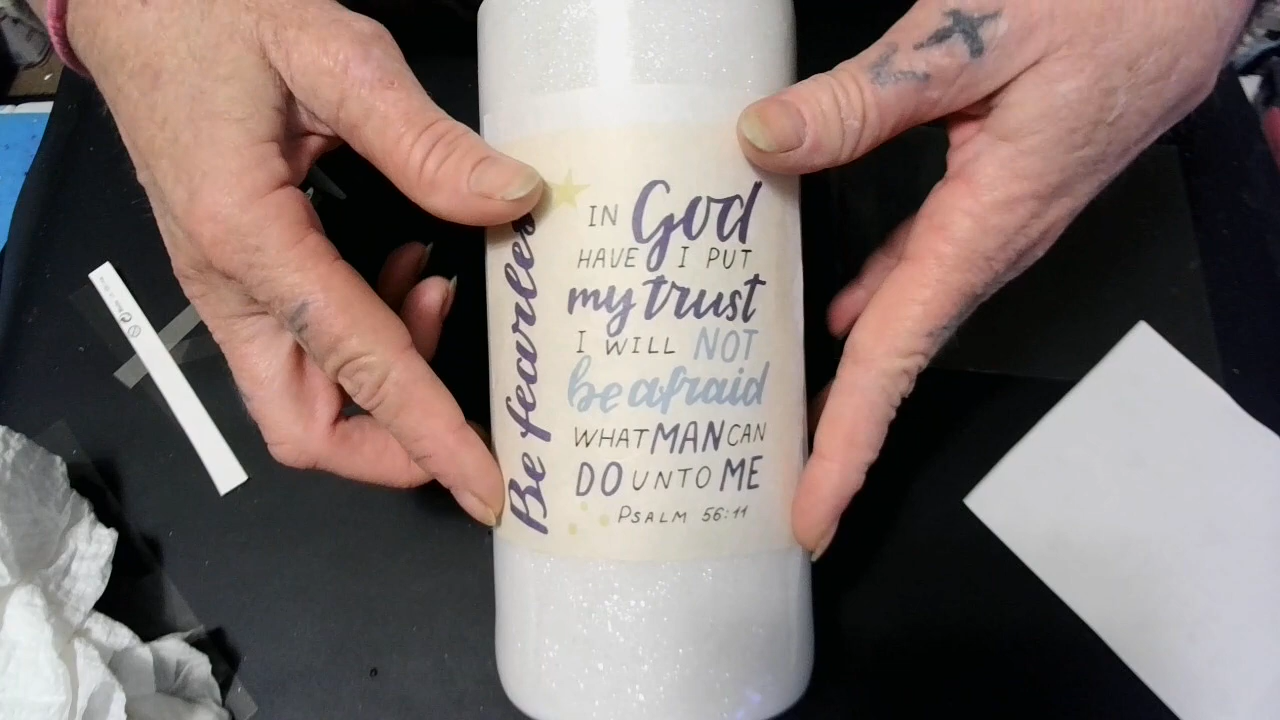 Be fearless
IN God
HAVE I PUT
my trust
I WILL NOT
be afraid
WHAT MAN CAN
DO UNTO ME
PSALM 56:11